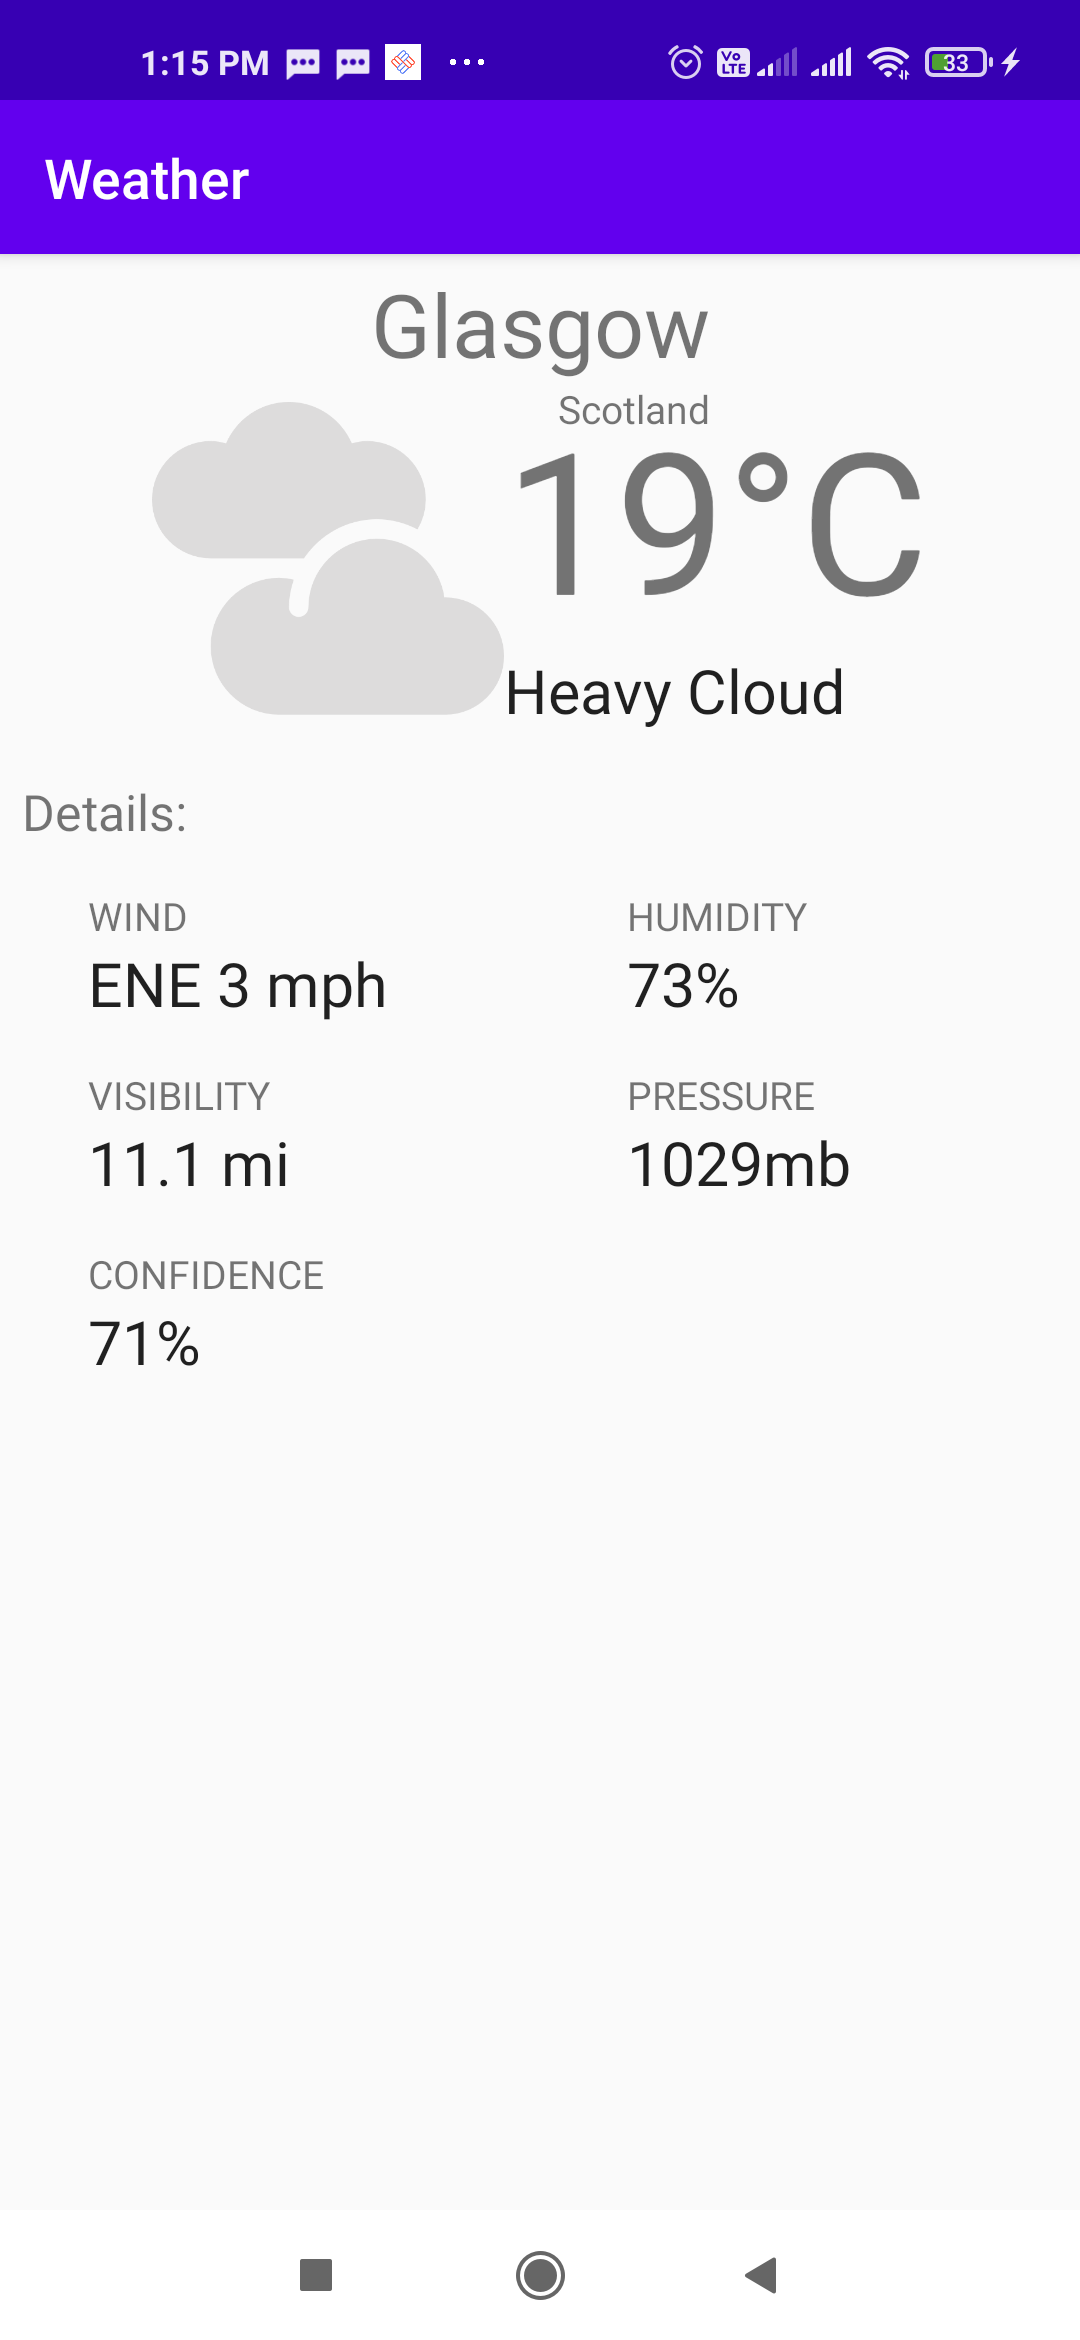 1:15 PM
Vo LTE
33
Weather
Glasgow
Scotland
19°C
Heavy Cloud
Details:
WIND HUMIDITY
ENE 3 mph 73%
VISIBILITY PRESSURE
11.1 mi 1029mb
CONFIDENCE
71%